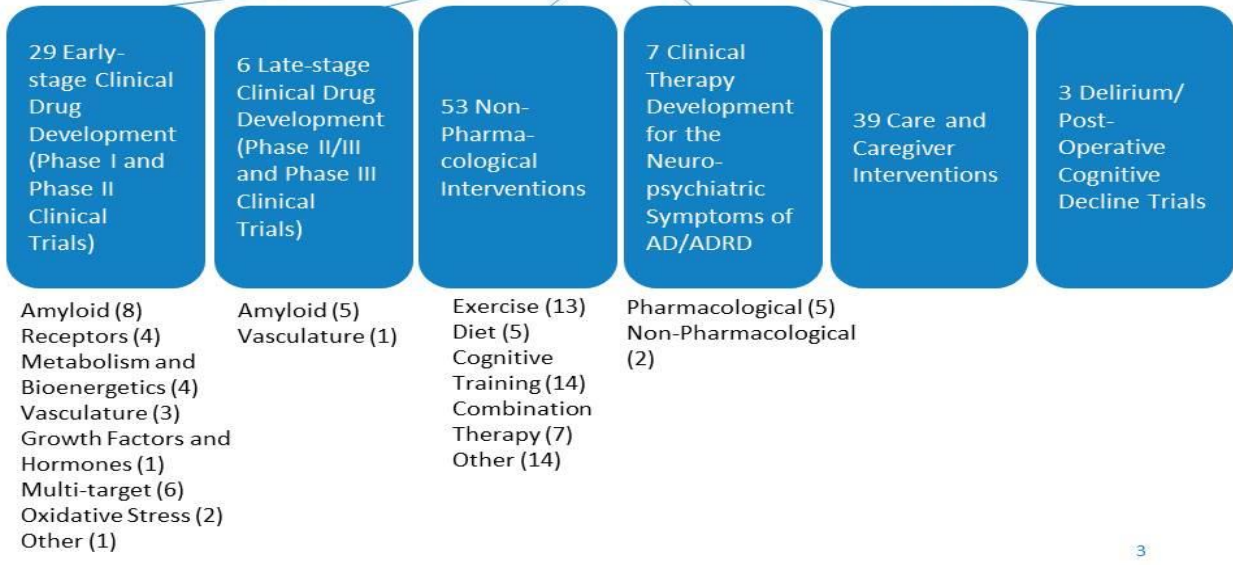 29 Early-
stage Clinical
Drug
Development
(Phase I and
Phase II
Clinical
Trials)
Amyloid (8)
Receptors (4)
Metabolism and
Bioenergetics (4)
Vasculature (3)
Growth Factors and
Hormones (1)
Multi-target (6)
Oxidative Stress (2)
Other (1)
6 Late-stage
Clinical Drug
Development
(Phase II/III
and Phase III
Clinical
Trials)
Amyloid (5)
Vasculature (1)
53 Non-
Pharma-
cological
Interventions
Exercise (13)
Diet (5)
Cognitive
Training (14)
Combination
Therapy (7)
Other (14)
7 Clinical
Therapy
Development
for the
Neuro-
psychiatric
Symptoms of
AD/ADRD
Pharmacological (5)
Non-Pharmacological
(2)
39 Care and
Caregiver
Interventions
3 Delirium/
Post-
Operative
Cognitive
Decline Trials
3